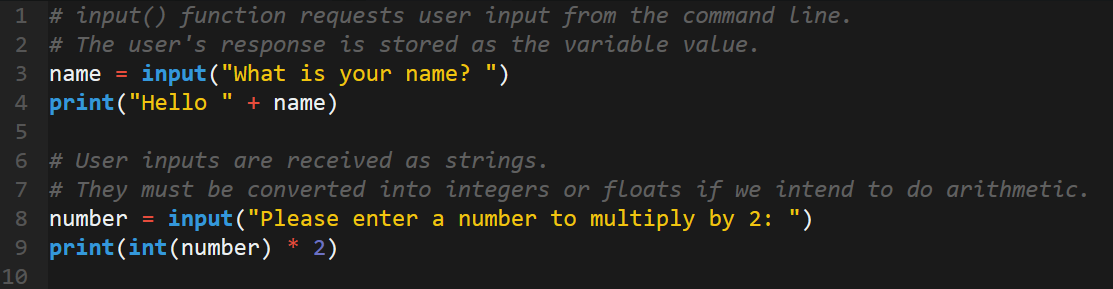 1 # input() function requests user input from the command line.
2 # The user's response is stored as the variable value.
3 name = input("What is your name? ")
4 print("Hello " + name)
5
6 # User inputs are received as strings.
7 # They must be converted into integers or floats if we intend to do arithmetic.
8 number = input("Please enter a number to multiply by 2: ")
9 print(int(number) * 2)
10